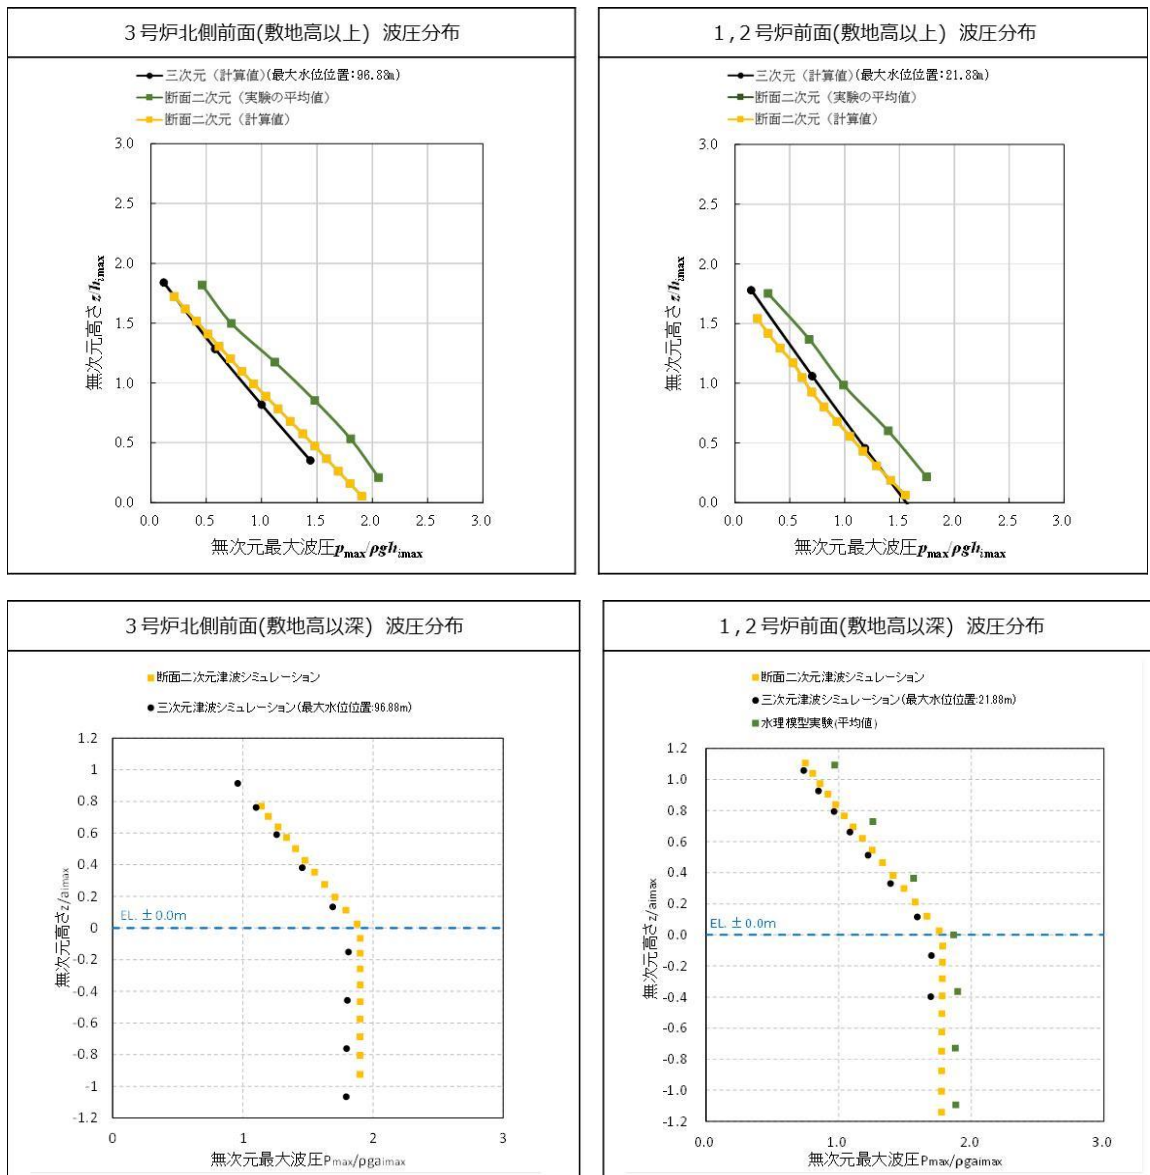 3号炉北側前面(敷地高以上) 波圧分布
三次元（計算値)(最大水位位置:96.88m)
断面二次元（実験の平均値）
断面二次元（計算値）
3.0
2.5
2.0
1.5
1.0
0.5
0.0
0.0 0.5 1.0 1.5 2.0 2.5 3.0
無次元高さz/himax
無次元最大波圧pmax/ρghimax
1,2号炉前面(敷地高以上) 波圧分布
三次元（計算値)(最大水位位置:21.88m)
断面二次元（実験の平均値）
断面二次元（計算値）
3.0
2.5
2.0
1.5
1.0
0.5
0.0
0.0 0.5 1.0 1.5 2.0 2.5 3.0
無次元高さz/himax
無次元最大波圧pmax/ρghimax
3号炉北側前面(敷地高以深) 波圧分布
断面二次元津波シミュレーション
三次元津波シミュレーション(最大水位位置:96.88m)
1.2
1
0.8
0.6
0.4
0.2
0
-0.2
-0.4
-0.6
-0.8
-1
-1.2
EL.±0.0m
0 1 2 3
無次元高さz/aimax
無次元最大波圧Pmax/ρgaimax
1,2号炉前面(敷地高以深) 波圧分布
断面二次元津波シミュレーション
三次元津波シミュレーション(最大水位位置:21.88m)
水理模型実験(平均値)
1.2
1.0
0.8
0.6
0.4
0.2
0.0
-0.2
-0.4
-0.6
-0.8
-1.0
-1.2
EL.±0.0m
0.0 1.0 2.0 3.0
無次元高さz/aimax
無次元最大波圧Pmax/ρgaimax